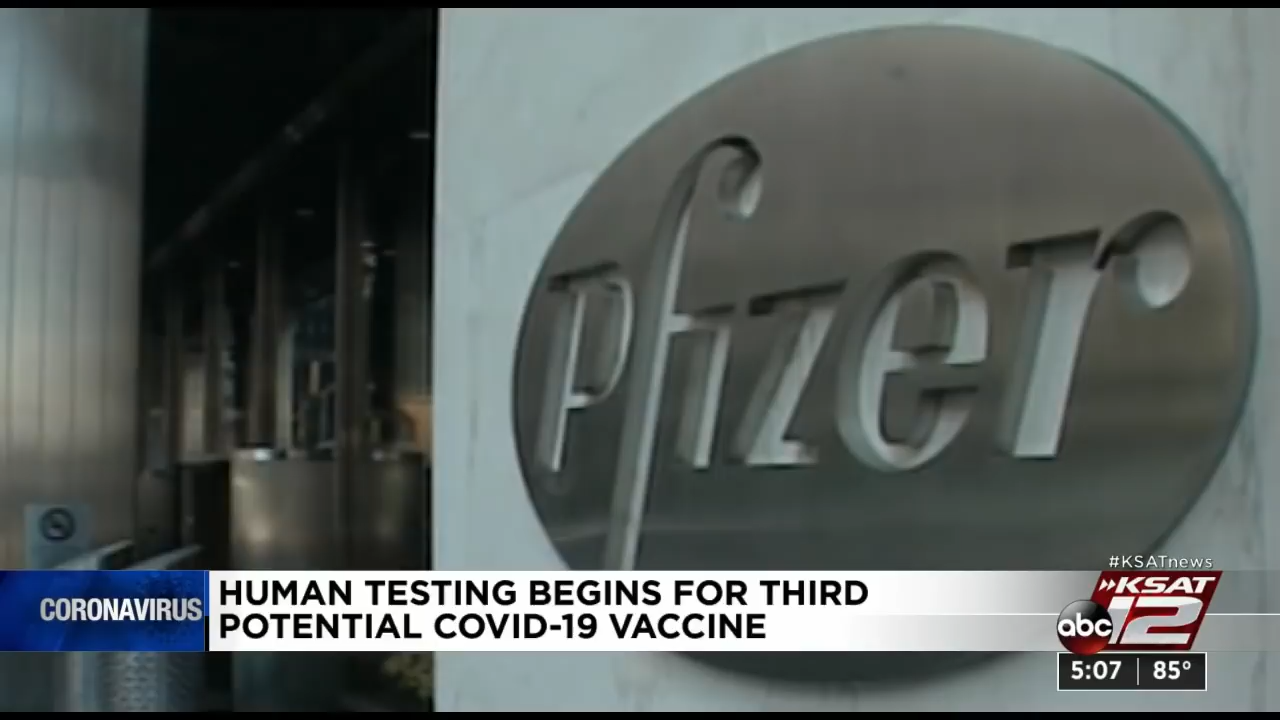 Pfizer
#KSATnews
CORONAVIRUS
HUMAN TESTING BEGINS FOR THIRD
POTENTIAL COVID-19 VACCINE
KSAT
abc 12
5:07 85°